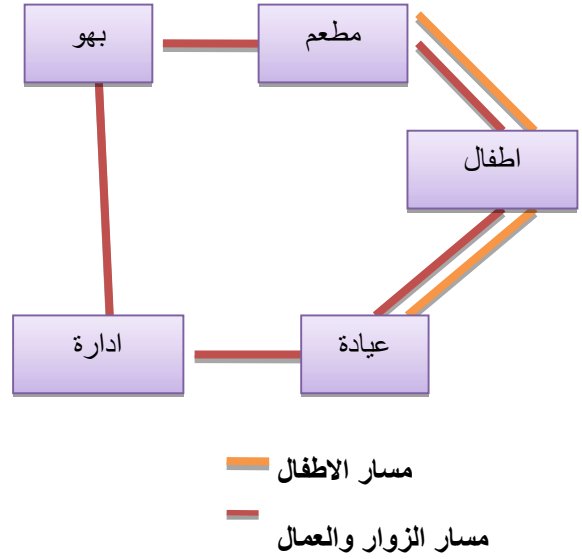 مطعم
بهو
اطفال
عيادة
ادارة
مسار الاطفال
مسار الزوار والعمال